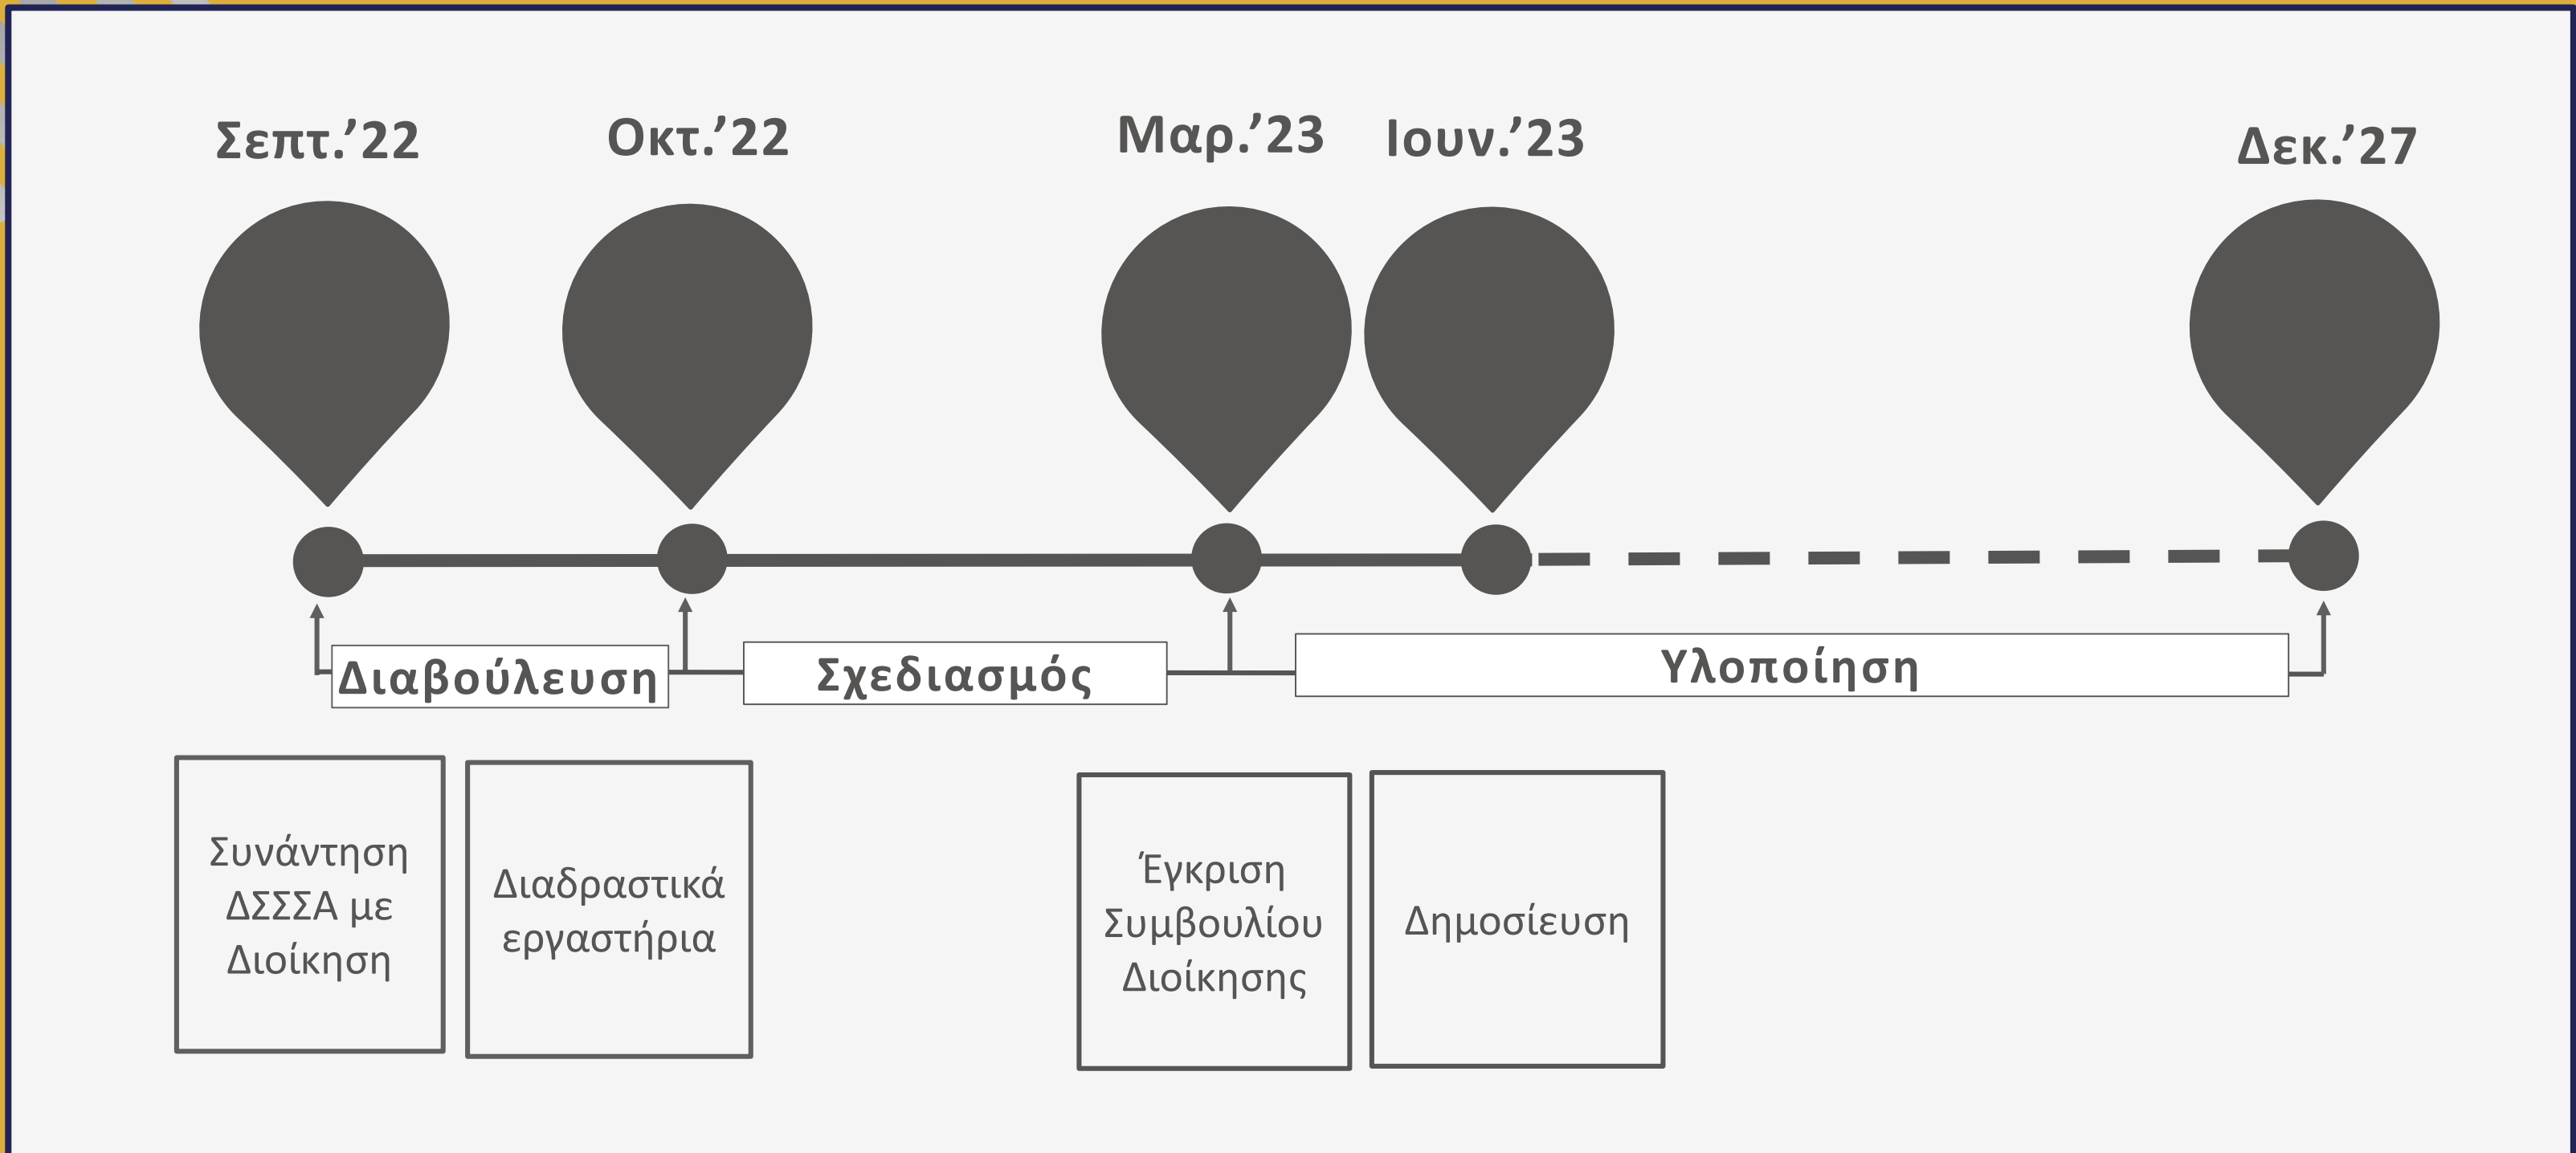 Σεπτ.’22
Οκτ.’22
Μαρ.’23
Ιουν.’23
Δεκ.’27
Διαβούλευση
Σχεδιασμός
Υλοποίηση
Συνάντηση
ΔΣΣΣΑ με
Διοίκηση
Διαδραστικά
εργαστήρια
Έγκριση
Συμβουλίου
Διοίκησης
Δημοσίευση